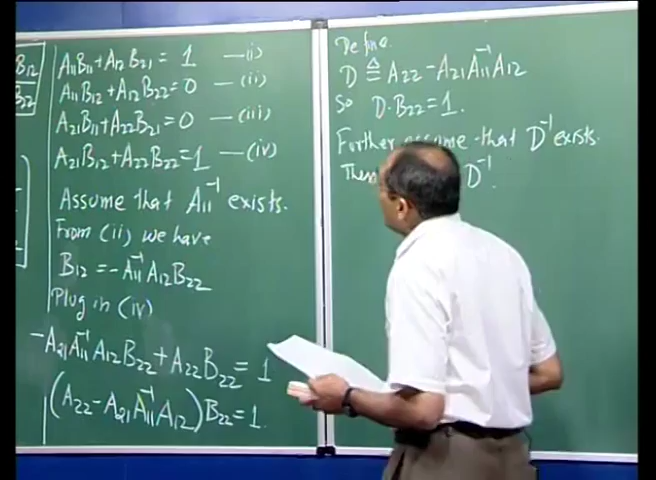 B12
B22
A11B11+A12B21 = 1 —(i)
A11B12+A12B22=0 —(ii)
A21B11+A22B21=0 —(iii)
A21B12+A22B22=1 —(iv)
Assume that A11^-1 exists.
From (ii) we have
B12 = -A11^-1 A12B22
Plug in (iv)
-A21A11^-1 A12B22+A22B22= 1
(A22-A21A11^-1A12)B22=1.
Define.
D ≜ A22-A21A11^-1A12
So D·B22=1.
Further assume that D^-1 exists.
D^-1.